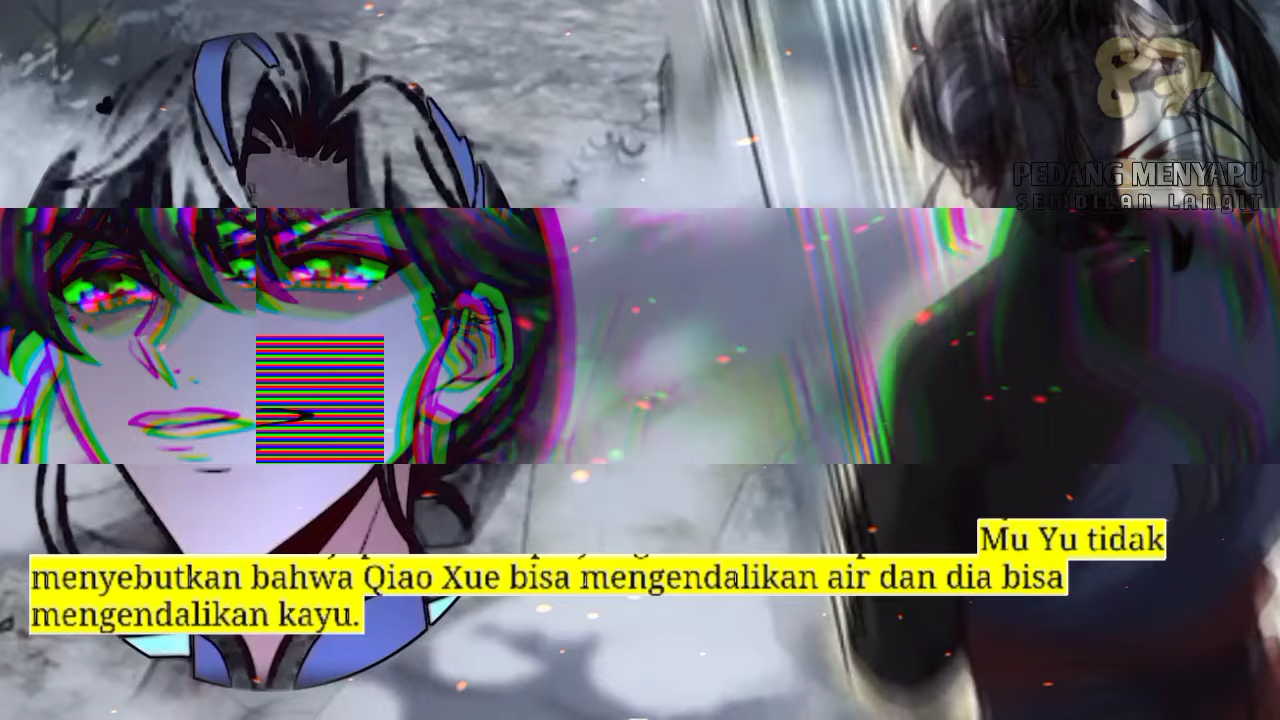 87
PEDANG MENYAPU
SEMBILAN LANGIT
Mu Yu tidak
menyebutkan bahwa Qiao Xue bisa mengendalikan air dan dia bisa
mengendalikan kayu.